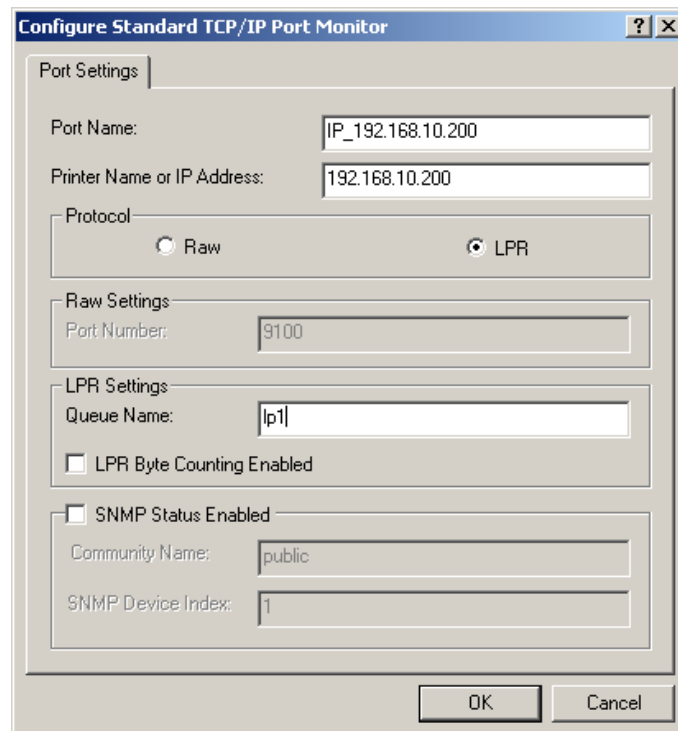 Configure Standard TCP/IP Port Monitor
Port Settings
Port Name: IP_192.168.10.200
Printer Name or IP Address: 192.168.10.200
Protocol
Raw LPR
Raw Settings
Port Number: 9100
LPR Settings
Queue Name: lp1
LPR Byte Counting Enabled
SNMP Status Enabled
Community Name: public
SNMP Device Index: 1
OK Cancel